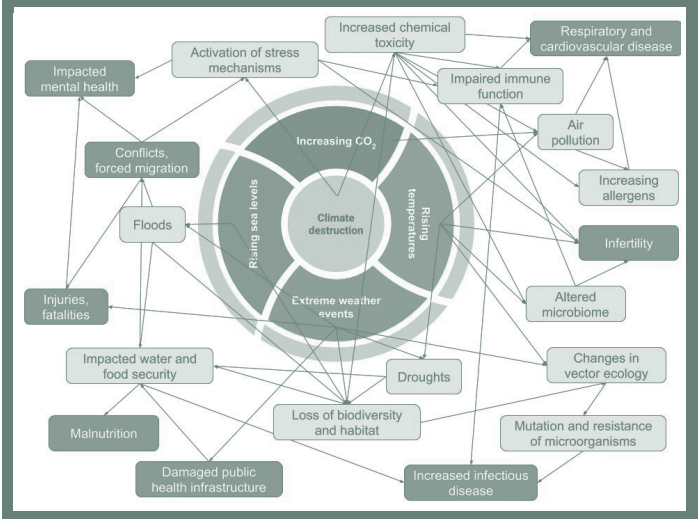 Increased chemical
toxicity
Respiratory and
cardiovascular disease
Activation of stress
mechanisms
Impacted
mental health
Impaired immune
function
Increasing CO₂
Air
pollution
Conflicts,
forced migration
Increasing
allergens
Rising sea levels
Climate
destruction
Rising
temperatures
Floods
Infertility
Injuries,
fatalities
Extreme weather
events
Altered
microbiome
Impacted water and
food security
Droughts
Changes in
vector ecology
Loss of biodiversity
and habitat
Malnutrition
Mutation and resistance
of microorganisms
Damaged public
health infrastructure
Increased infectious
disease